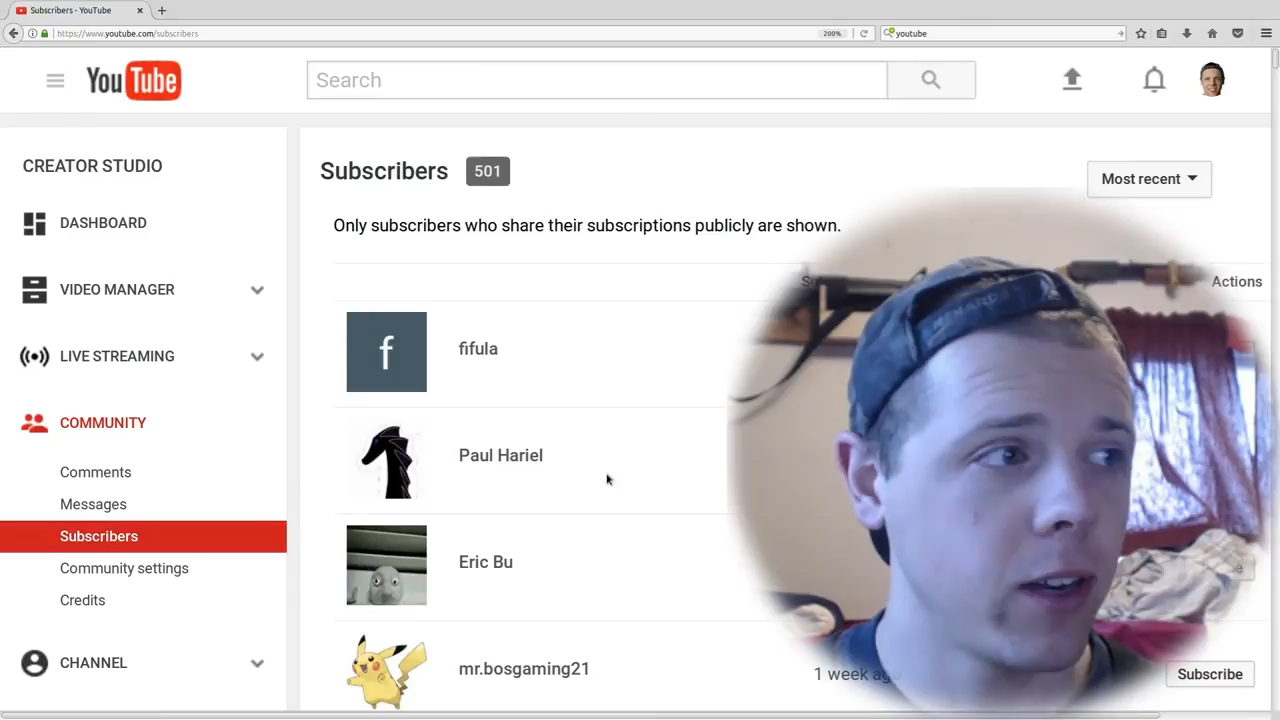 Subscribers - YouTube
https://www.youtube.com/subscribers
200%
youtube
YouTube
Search
CREATOR STUDIO
DASHBOARD
VIDEO MANAGER
LIVE STREAMING
COMMUNITY
Comments
Messages
Subscribers
Community settings
Credits
CHANNEL
Subscribers 501
Most recent
Only subscribers who share their subscriptions publicly are shown.
Actions
f
fifula
Paul Hariel
Eric Bu
mr.bosgaming21
1 week ago
Subscribe